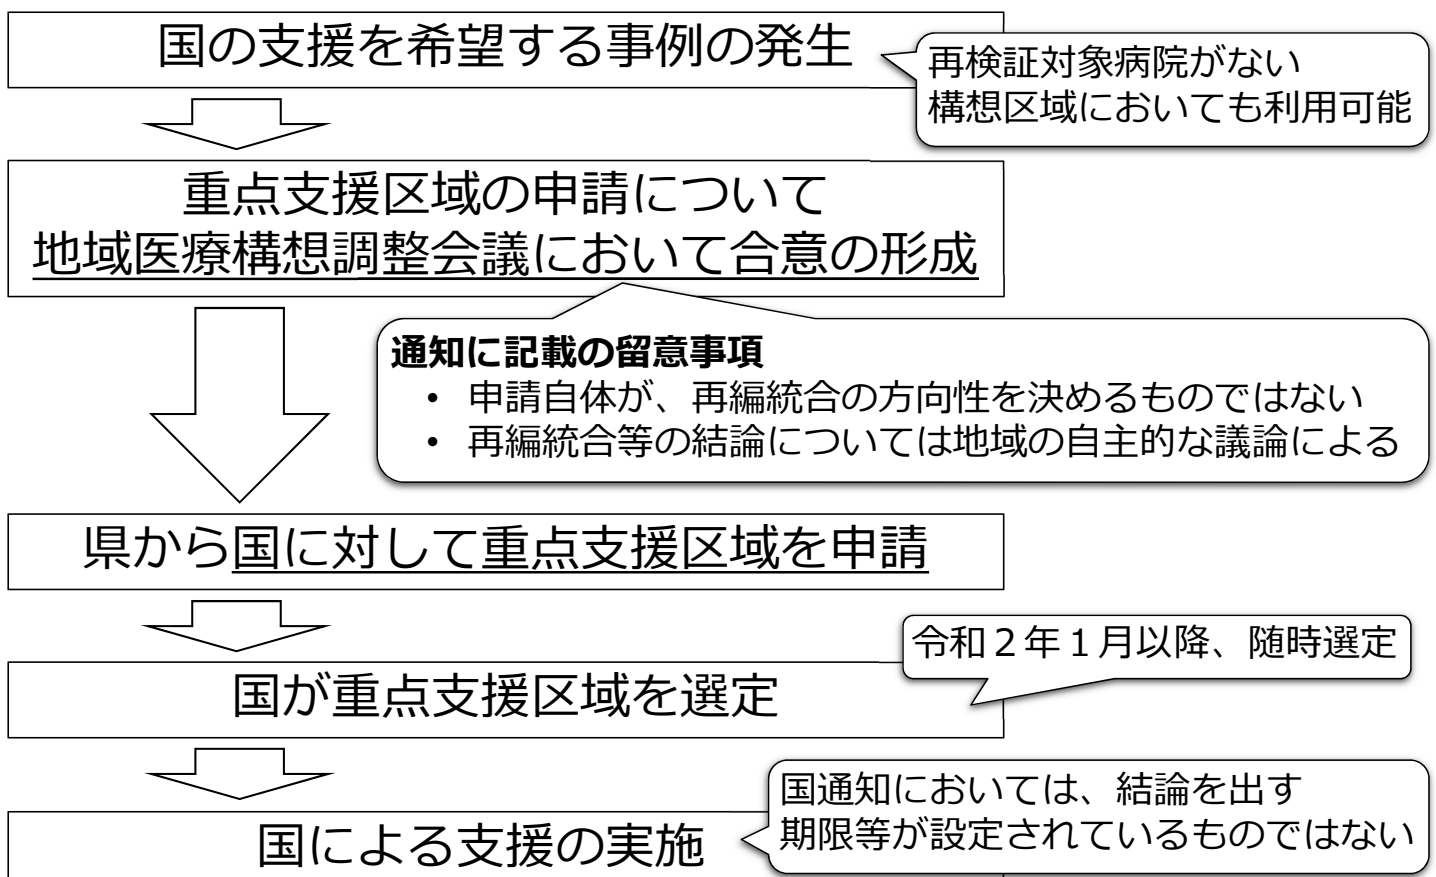 国の支援を希望する事例の発生
再検証対象病院がない
構想区域においても利用可能
重点支援区域の申請について
地域医療構想調整会議において合意の形成
通知に記載の留意事項
• 申請自体が、再編統合の方向性を決めるものではない
• 再編統合等の結論については地域の自主的な議論による
県から国に対して重点支援区域を申請
令和２年１月以降、随時選定
国が重点支援区域を選定
国通知においては、結論を出す
期限等が設定されているものではない
国による支援の実施